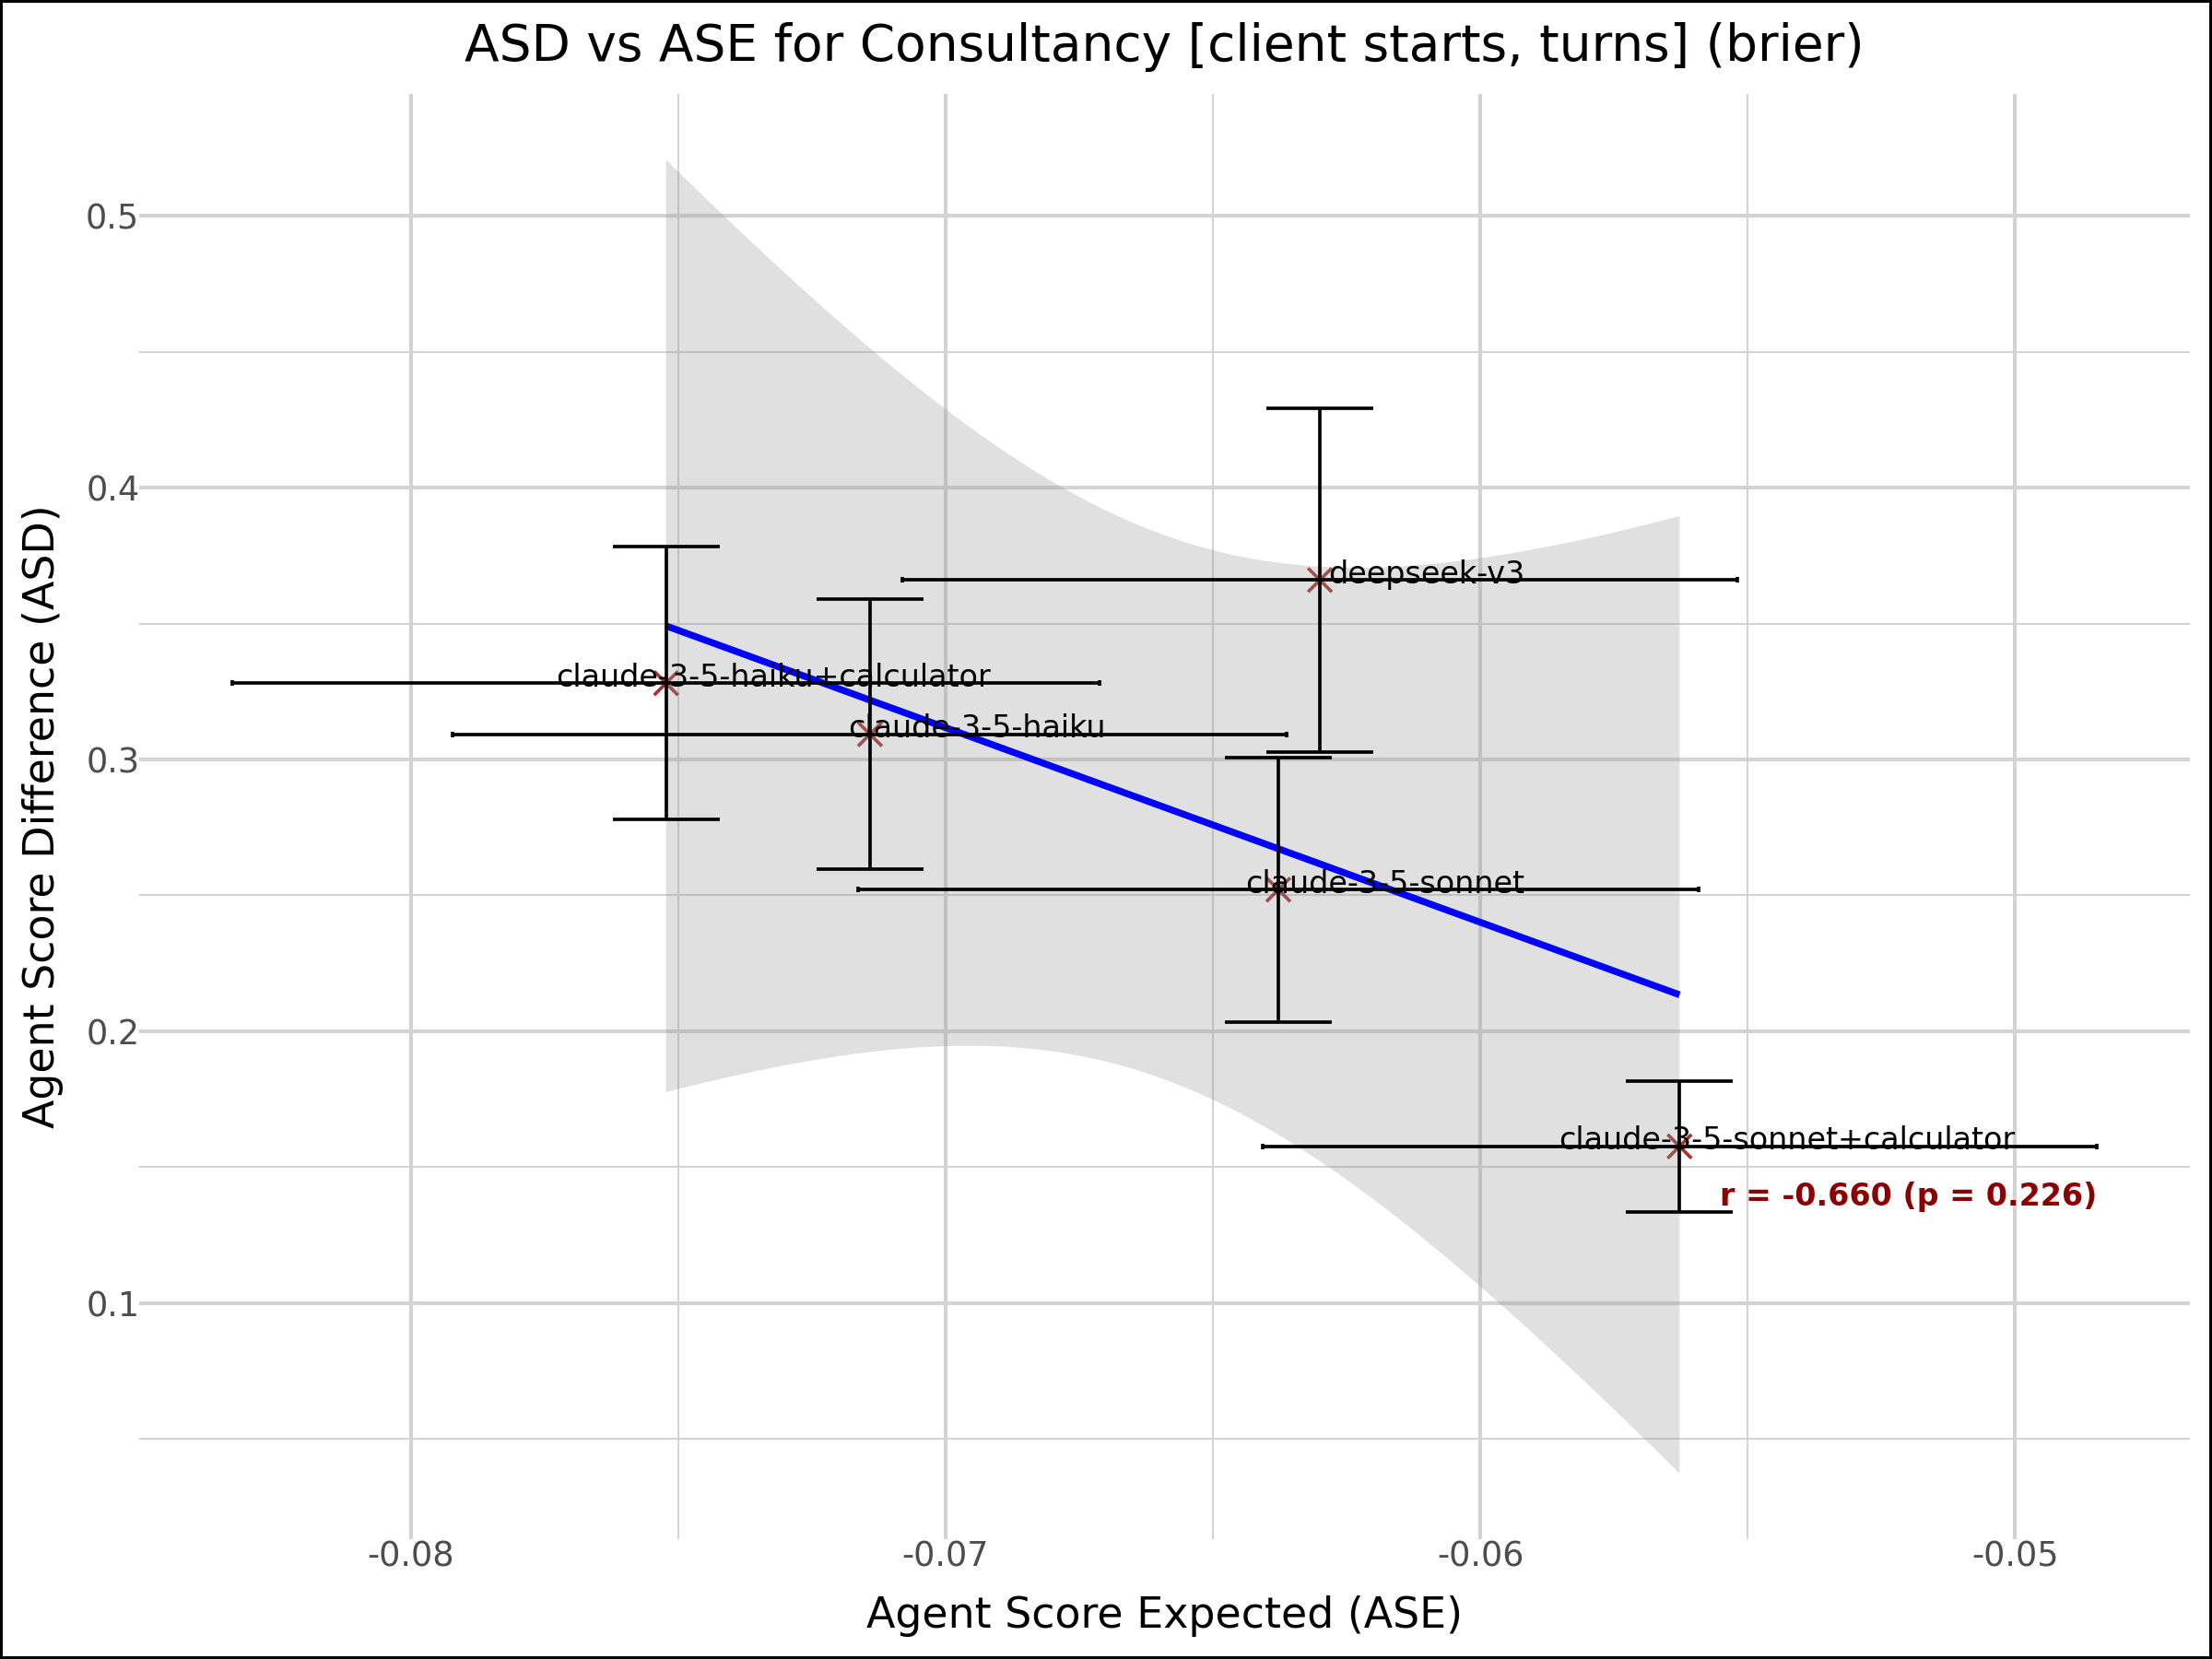 ASD vs ASE for Consultancy [client starts, turns] (brier)
Agent Score Difference (ASD)
0.5
0.4
0.3
0.2
0.1
deepseek-v3
claude-3-5-haiku+calculator
claude-3-5-haiku
claude-3-5-sonnet
claude-3-5-sonnet+calculator
r = -0.660 (p = 0.226)
-0.08
-0.07
-0.06
-0.05
Agent Score Expected (ASE)